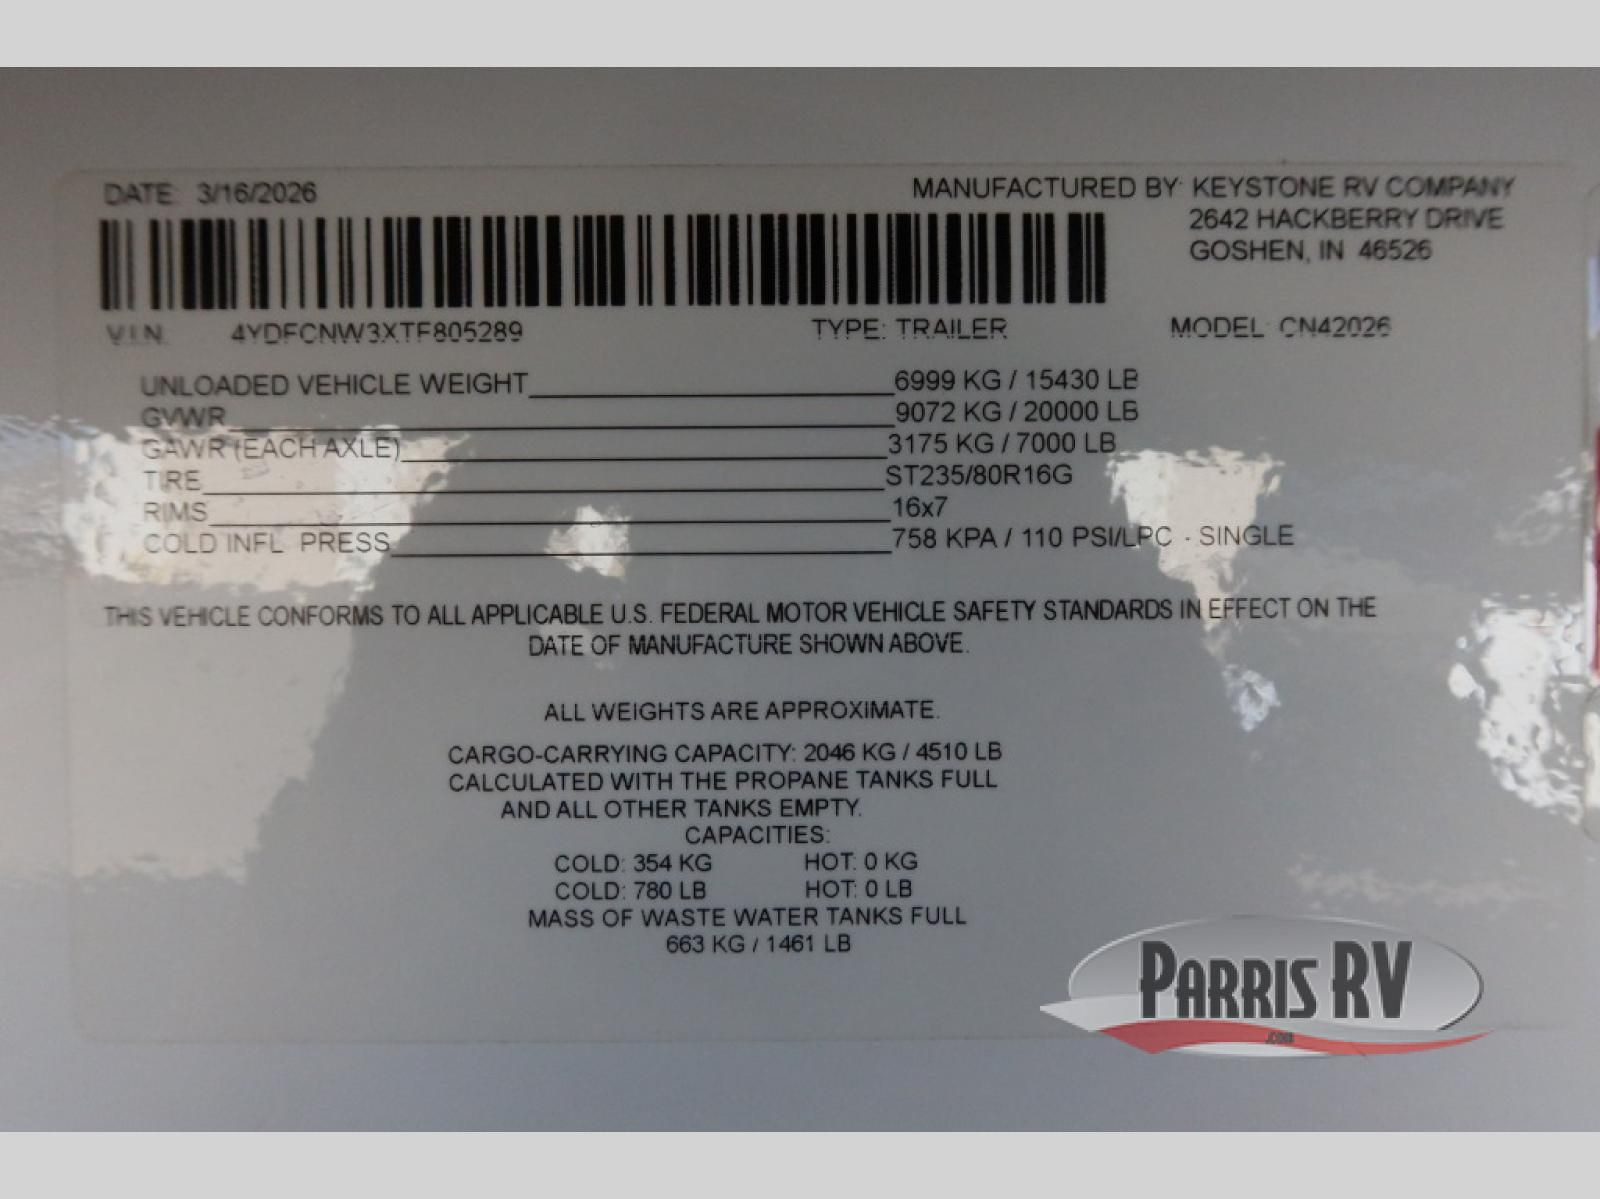 DATE: 3/16/2026
MANUFACTURED BY: KEYSTONE RV COMPANY
2642 HACKBERRY DRIVE
GOSHEN, IN 46526
V.I.N. 4YDFCNW3XTF805289 TYPE: TRAILER MODEL: CN42026
UNLOADED VEHICLE WEIGHT 6999 KG / 15430 LB
GVWR 9072 KG / 20000 LB
GAWR (EACH AXLE) 3175 KG / 7000 LB
TIRE ST235/80R16G
RIMS 16x7
COLD INFL. PRESS. 758 KPA / 110 PSI/LPC - SINGLE
THIS VEHICLE CONFORMS TO ALL APPLICABLE U.S. FEDERAL MOTOR VEHICLE SAFETY STANDARDS IN EFFECT ON THE
DATE OF MANUFACTURE SHOWN ABOVE.
ALL WEIGHTS ARE APPROXIMATE.
CARGO-CARRYING CAPACITY: 2046 KG / 4510 LB
CALCULATED WITH THE PROPANE TANKS FULL
AND ALL OTHER TANKS EMPTY.
CAPACITIES:
COLD: 354 KG HOT: 0 KG
COLD: 780 LB HOT: 0 LB
MASS OF WASTE WATER TANKS FULL
663 KG / 1461 LB
PARRIS RV
.COM